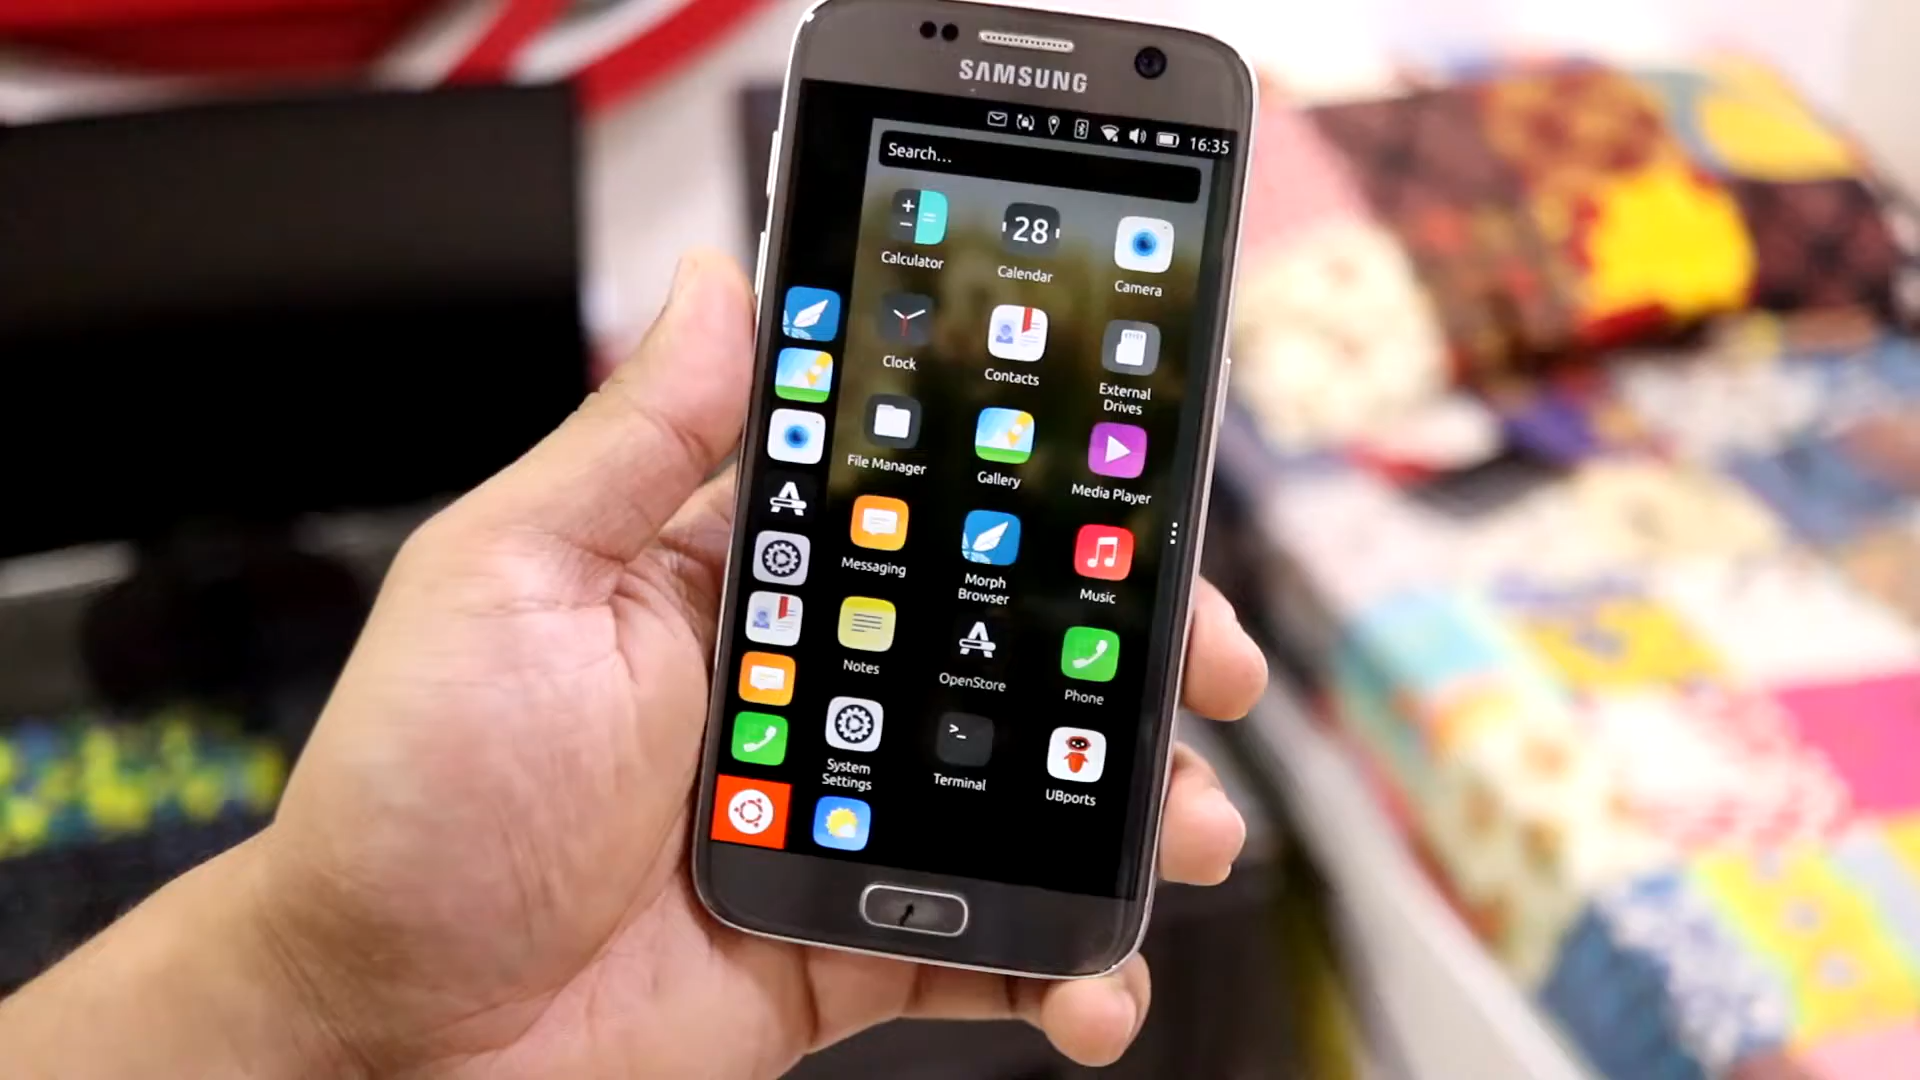 SAMSUNG
16:35
Search...
+
−
=
28
Calculator
Calendar
Camera
Clock
Contacts
External
Drives
File Manager
Gallery
Media Player
Messaging
Morph
Browser
Music
Notes
OpenStore
Phone
System
Settings
>_
Terminal
UBports